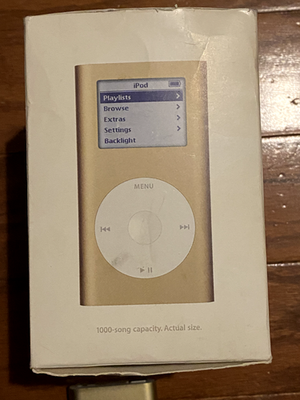 iPod
Playlists >
Browse >
Extras >
Settings >
Backlight
MENU
1000-song capacity. Actual size.